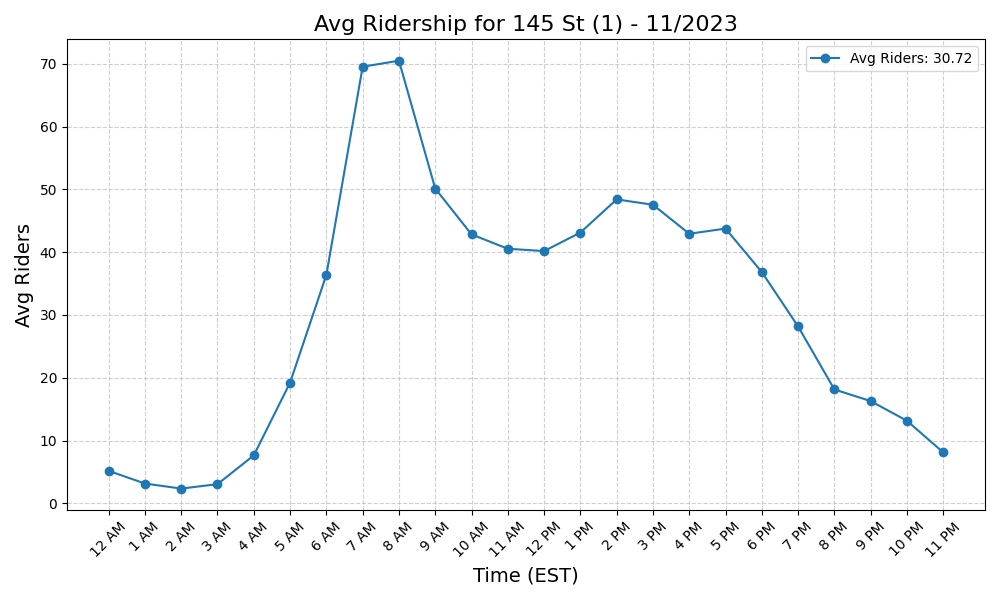 Avg Ridership for 145 St (1) - 11/2023
Avg Riders: 30.72
70
60
50
40
30
20
10
0
Avg Riders
12 AM
1 AM
2 AM
3 AM
4 AM
5 AM
6 AM
7 AM
8 AM
9 AM
10 AM
11 AM
12 PM
1 PM
2 PM
3 PM
4 PM
5 PM
6 PM
7 PM
8 PM
9 PM
10 PM
11 PM
Time (EST)